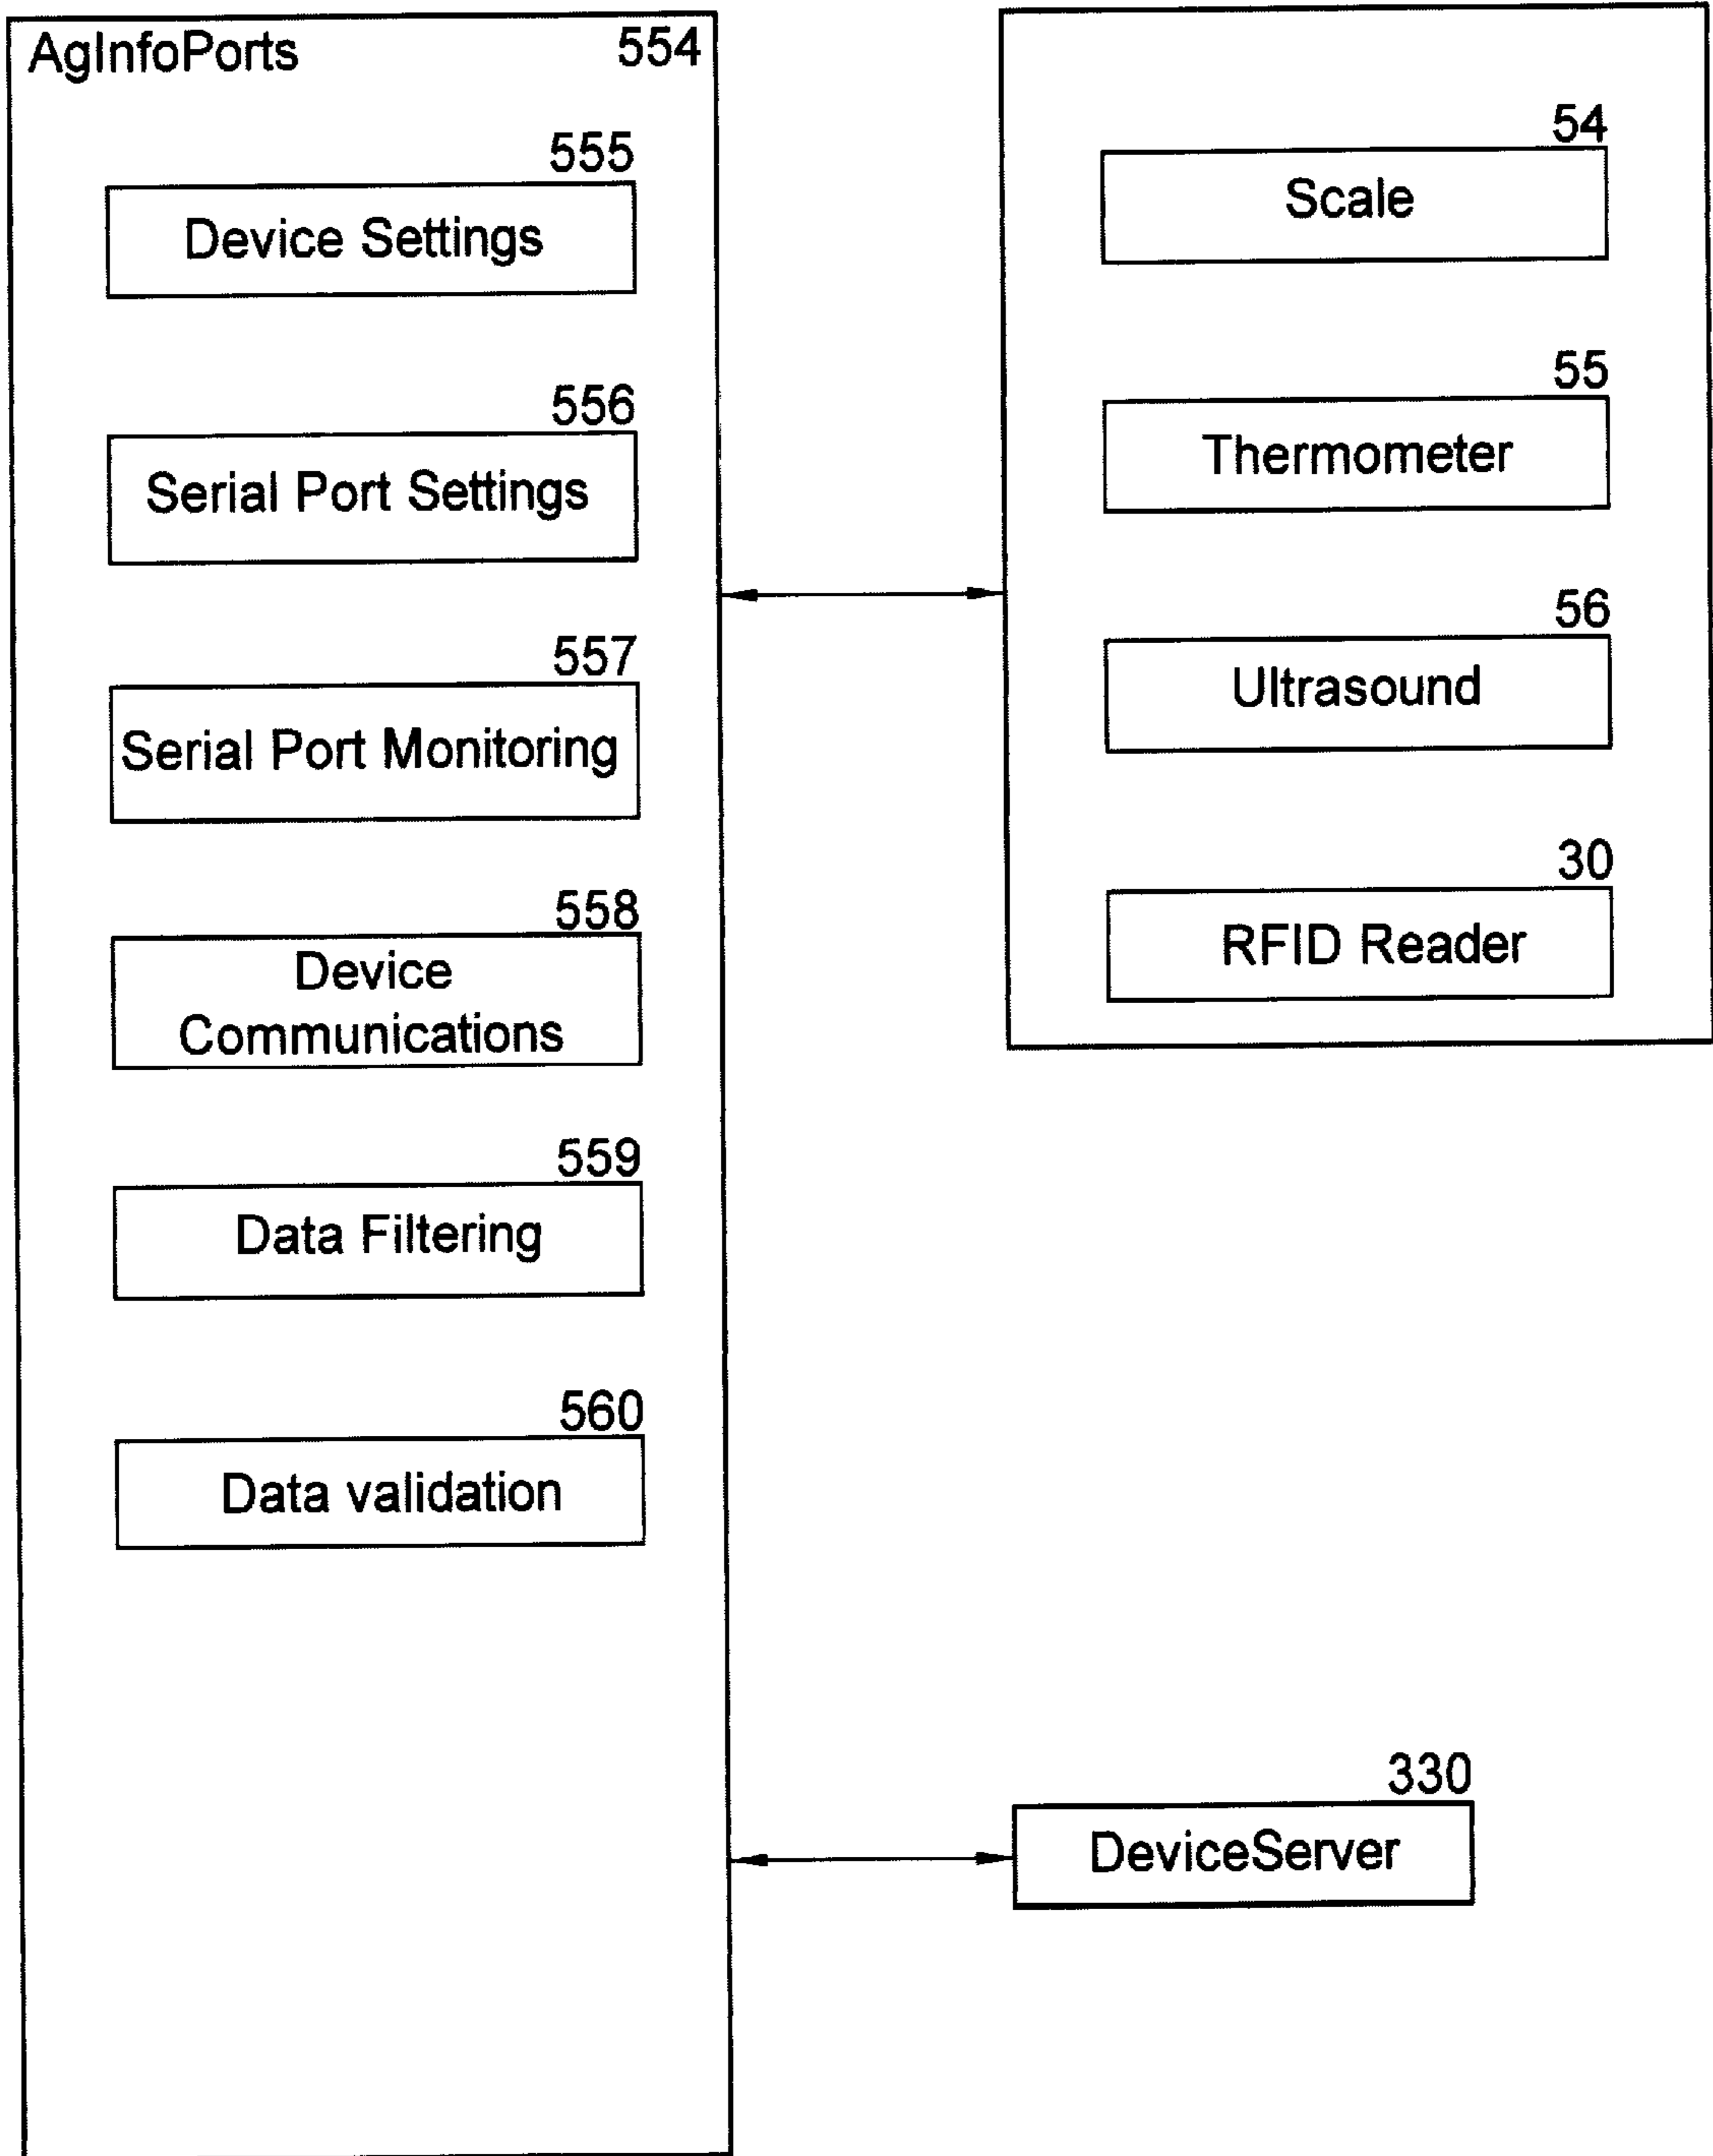 AgInfoPorts 554
555
Device Settings
556
Serial Port Settings
557
Serial Port Monitoring
558
Device
Communications
559
Data Filtering
560
Data validation
54
Scale
55
Thermometer
56
Ultrasound
30
RFID Reader
330
DeviceServer